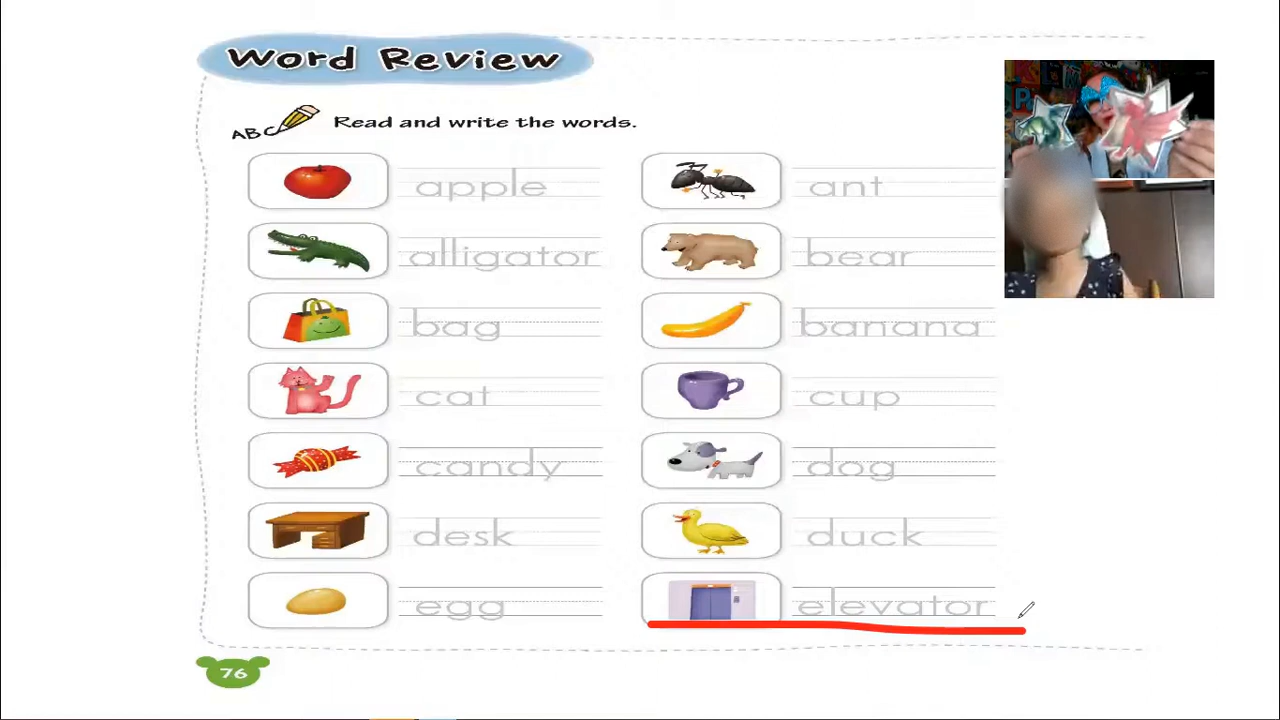 Word Review
ABC Read and write the words.
apple ant
alligator bear
bag banana
cat cup
candy dog
desk duck
egg elevator
76